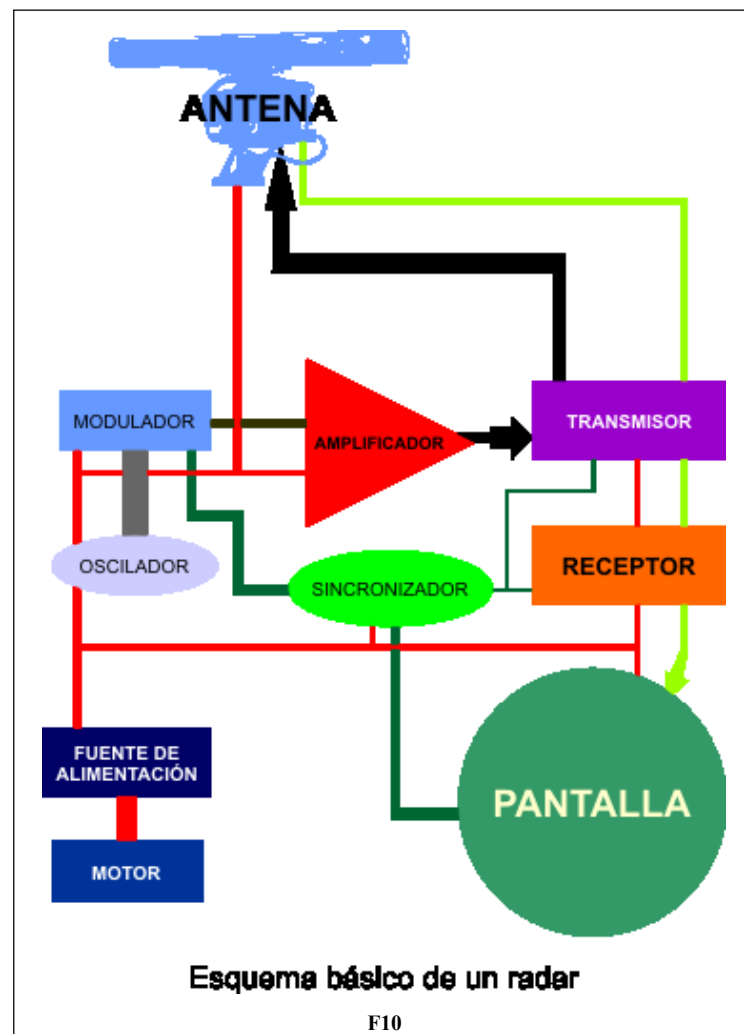 ANTENA
MODULADOR
AMPLIFICADOR
TRANSMISOR
OSCILADOR
SINCRONIZADOR
RECEPTOR
FUENTE DE
ALIMENTACIÓN
PANTALLA
MOTOR
Esquema básico de un radar
F10